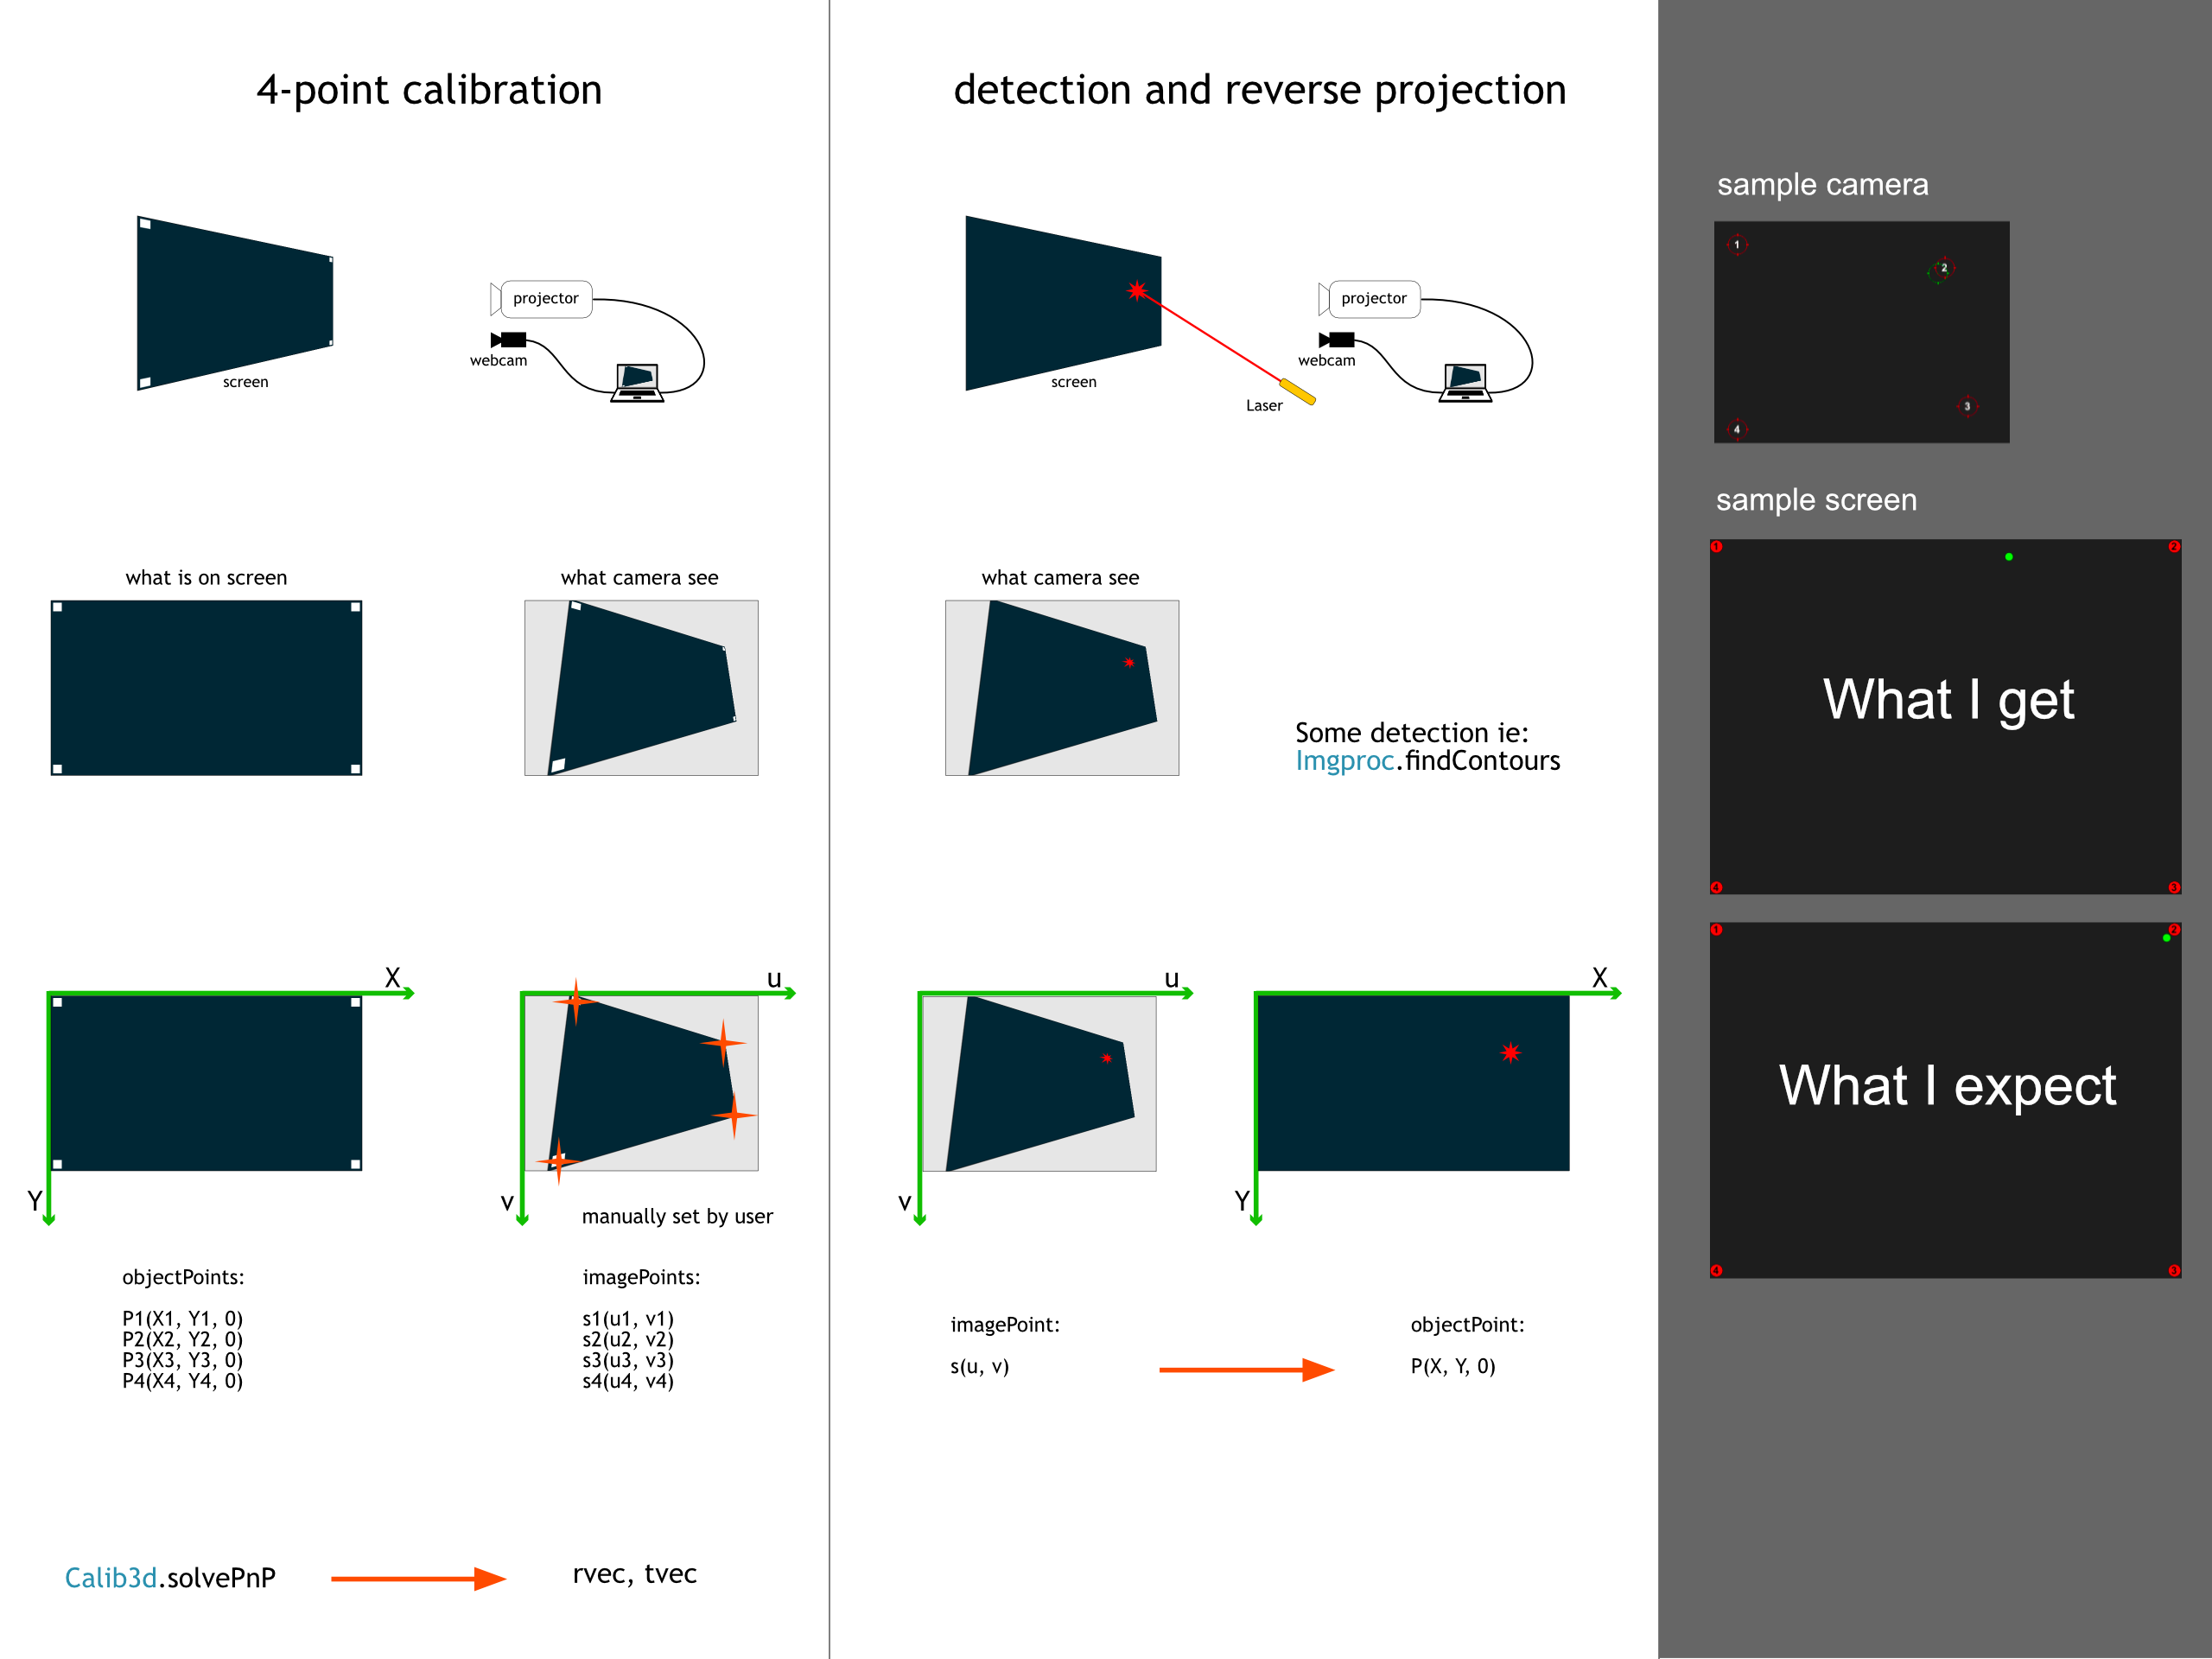 4-point calibration
screen
projector
webcam
what is on screen
what camera see
X
Y
u
v
manually set by user
objectPoints:
P1(X1, Y1, 0)
P2(X2, Y2, 0)
P3(X3, Y3, 0)
P4(X4, Y4, 0)
imagePoints:
s1(u1, v1)
s2(u2, v2)
s3(u3, v3)
s4(u4, v4)
Calib3d.solvePnP
rvec, tvec
detection and reverse projection
screen
Laser
projector
webcam
what camera see
Some detection ie:
Imgproc.findContours
u
v
X
Y
imagePoint:
s(u, v)
objectPoint:
P(X, Y, 0)
sample camera
1
2
3
4
sample screen
1
2
What I get
4
3
1
2
What I expect
4
3